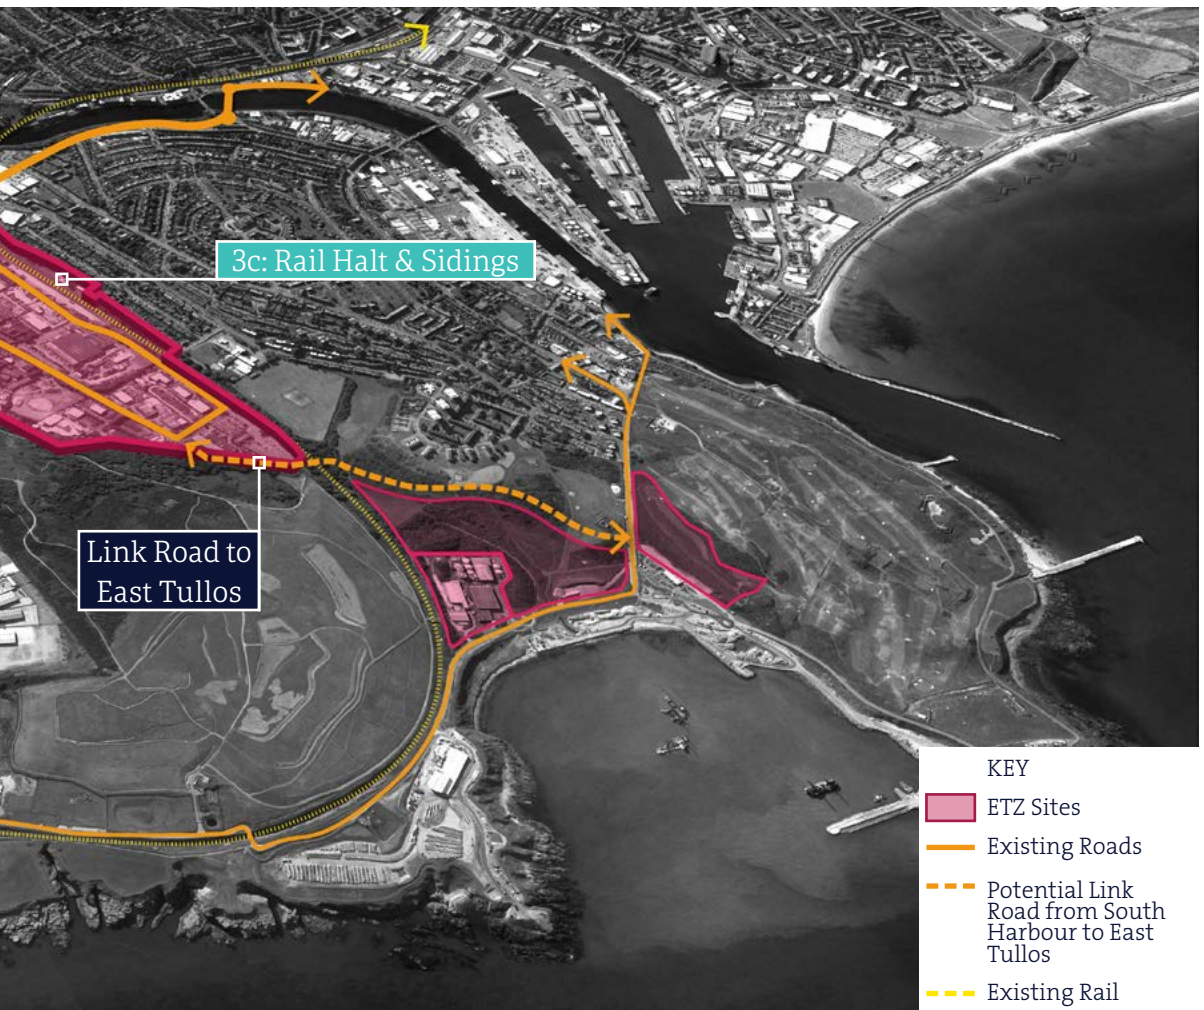 3c: Rail Halt & Sidings
Link Road to
East Tullos
KEY
ETZ Sites
Existing Roads
Potential Link
Road from South
Harbour to East
Tullos
Existing Rail